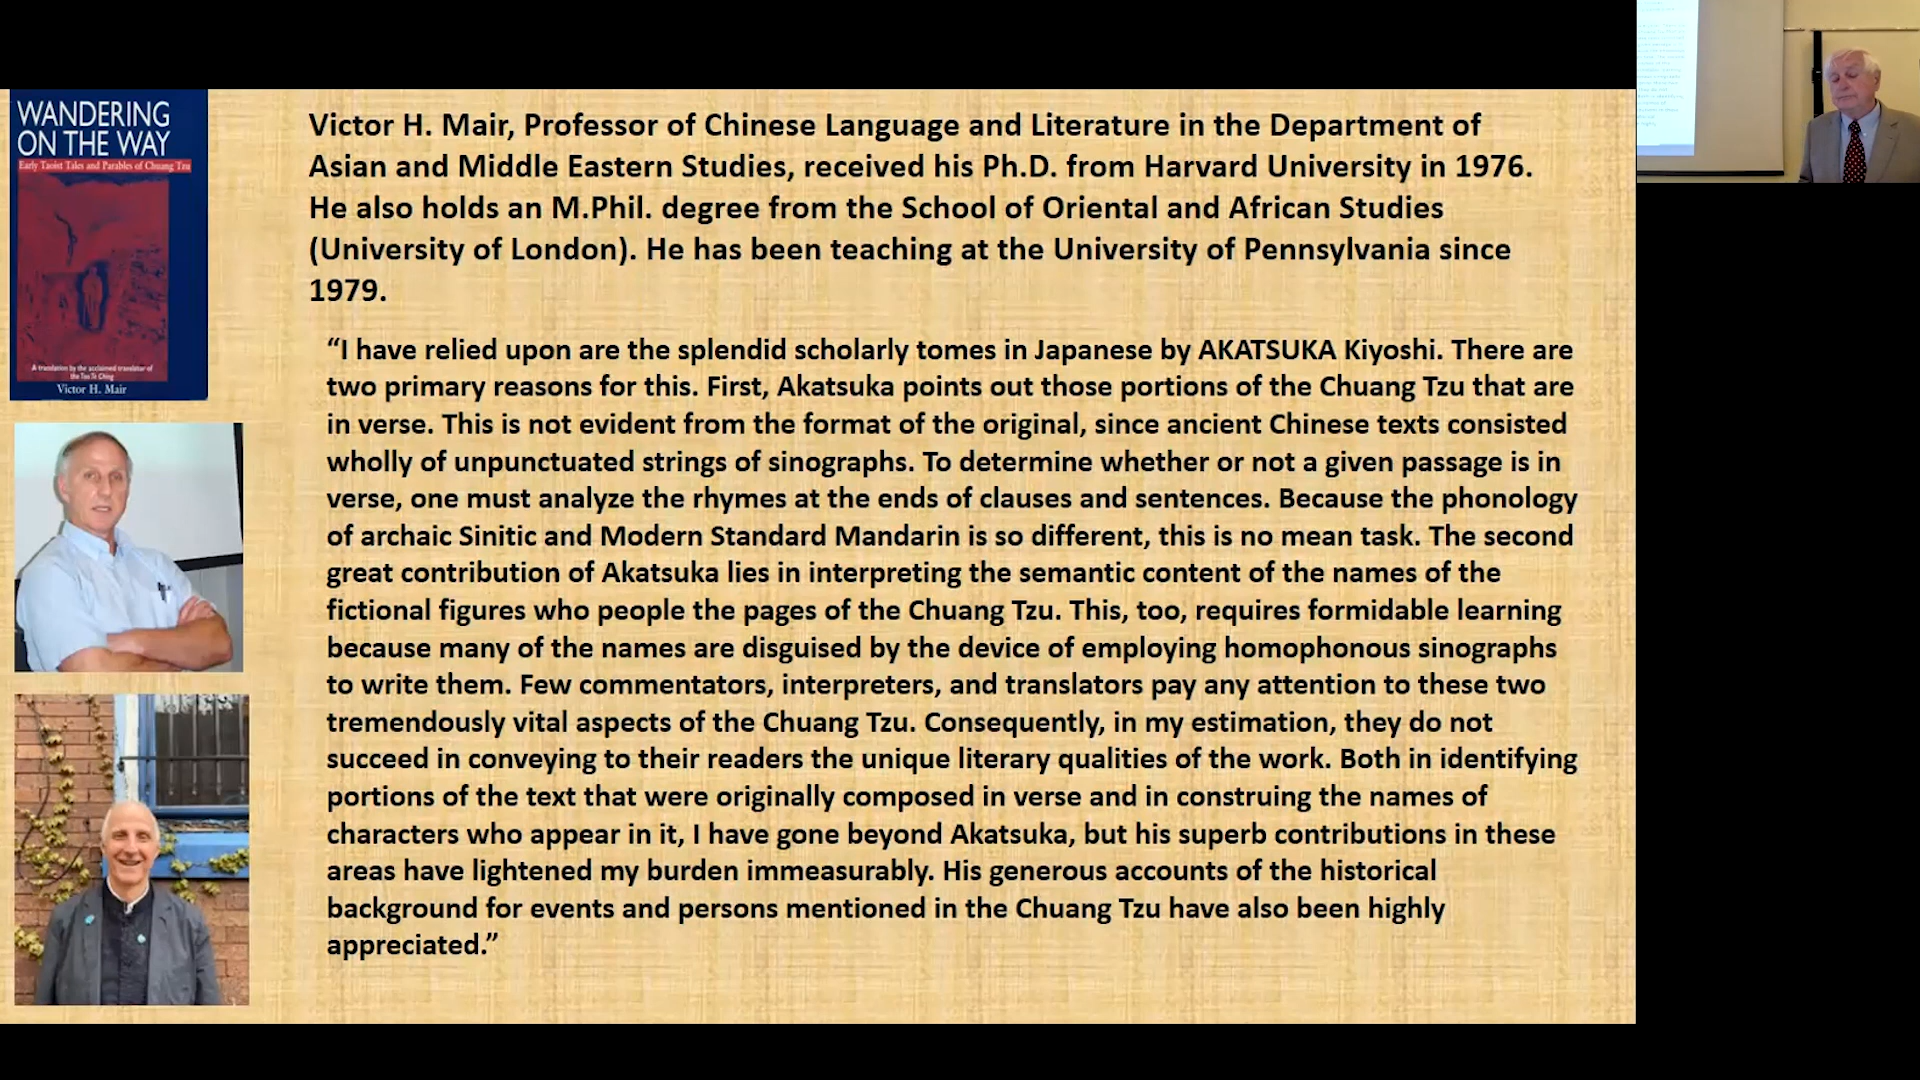 WANDERING
ON THE WAY
Early Taoist Tales and Parables of Chuang Tzu
A translation by the acclaimed translator of
the Tao Te Ching
Victor H. Mair
Victor H. Mair, Professor of Chinese Language and Literature in the Department of
Asian and Middle Eastern Studies, received his Ph.D. from Harvard University in 1976.
He also holds an M.Phil. degree from the School of Oriental and African Studies
(University of London). He has been teaching at the University of Pennsylvania since
1979.
“I have relied upon are the splendid scholarly tomes in Japanese by AKATSUKA Kiyoshi. There are
two primary reasons for this. First, Akatsuka points out those portions of the Chuang Tzu that are
in verse. This is not evident from the format of the original, since ancient Chinese texts consisted
wholly of unpunctuated strings of sinographs. To determine whether or not a given passage is in
verse, one must analyze the rhymes at the ends of clauses and sentences. Because the phonology
of archaic Sinitic and Modern Standard Mandarin is so different, this is no mean task. The second
great contribution of Akatsuka lies in interpreting the semantic content of the names of the
fictional figures who people the pages of the Chuang Tzu. This, too, requires formidable learning
because many of the names are disguised by the device of employing homophonous sinographs
to write them. Few commentators, interpreters, and translators pay any attention to these two
tremendously vital aspects of the Chuang Tzu. Consequently, in my estimation, they do not
succeed in conveying to their readers the unique literary qualities of the work. Both in identifying
portions of the text that were originally composed in verse and in construing the names of
characters who appear in it, I have gone beyond Akatsuka, but his superb contributions in these
areas have lightened my burden immeasurably. His generous accounts of the historical
background for events and persons mentioned in the Chuang Tzu have also been highly
appreciated.”